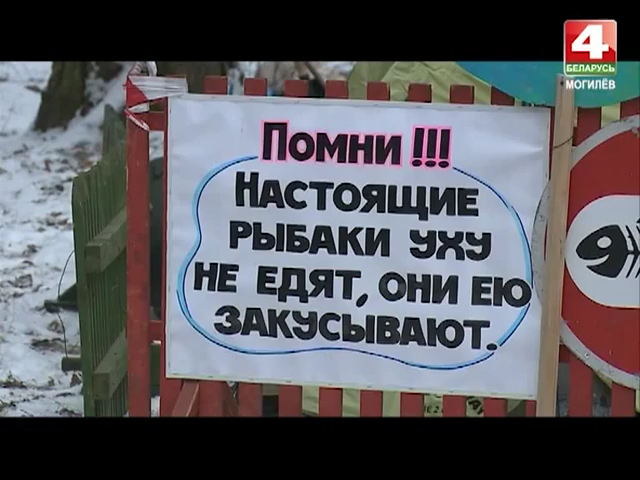 4
БЕЛАРУСЬ
МОГИЛЁВ
Помни !!!
Настоящие
рыбаки уху
не едят, они ею
закусывают.